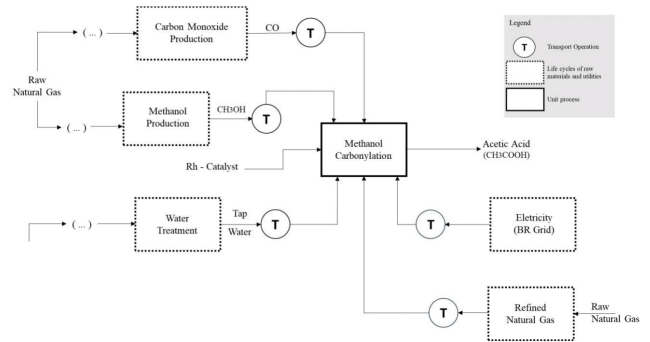 Carbon Monoxide
Production
( ... )
CO
T
Legend
T
Transport Operation
Life cycles of raw
materials and utilities
Unit process
Raw
Natural Gas
( ... )
Methanol
Production
CH3OH
T
Methanol
Carbonylation
Acetic Acid
(CH3COOH)
Rh - Catalyst
( ... )
Water
Treatment
Tap
Water
T
T
Eletricity
(BR Grid)
T
Refined
Natural Gas
Raw
Natural Gas